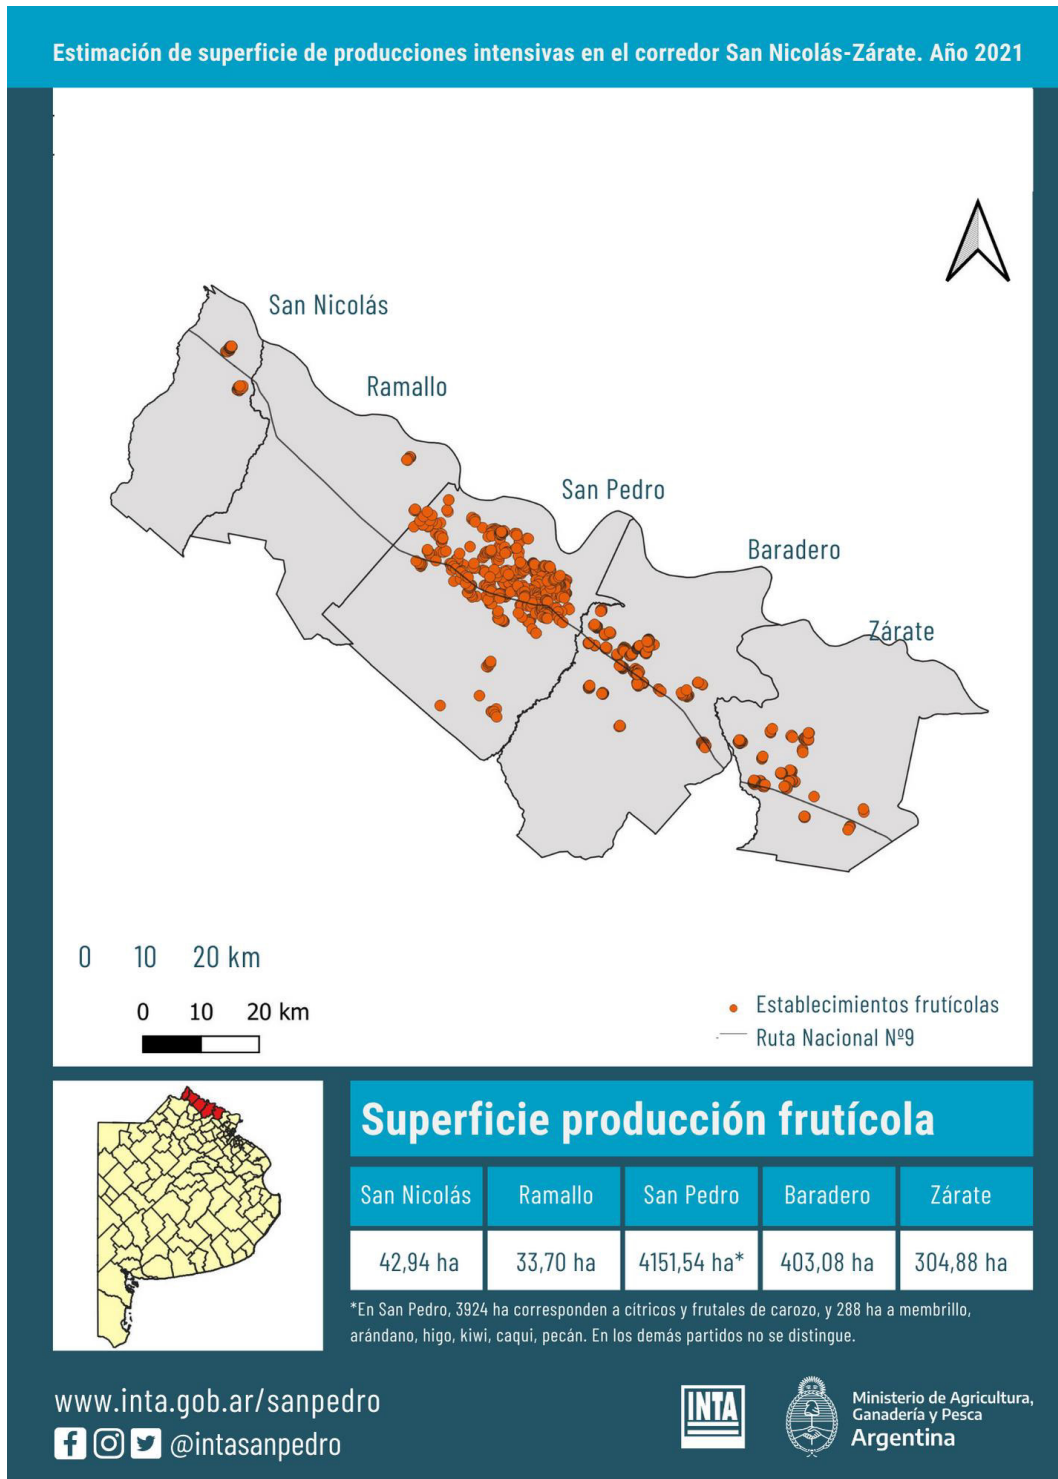 Estimación de superficie de producciones intensivas en el corredor San Nicolás-Zárate. Año 2021
San Nicolás
Ramallo
San Pedro
Baradero
Zárate
0 10 20 km
0 10 20 km
Establecimientos frutícolas
Ruta Nacional Nº9
Superficie producción frutícola
San Nicolás Ramallo San Pedro Baradero Zárate
42,94 ha 33,70 ha 4151,54 ha* 403,08 ha 304,88 ha
*En San Pedro, 3924 ha corresponden a cítricos y frutales de carozo, y 288 ha a membrillo,
arándano, higo, kiwi, caqui, pecán. En los demás partidos no se distingue.
www.inta.gob.ar/sanpedro
@intasanpedro
INTA
Ministerio de Agricultura,
Ganadería y Pesca
Argentina